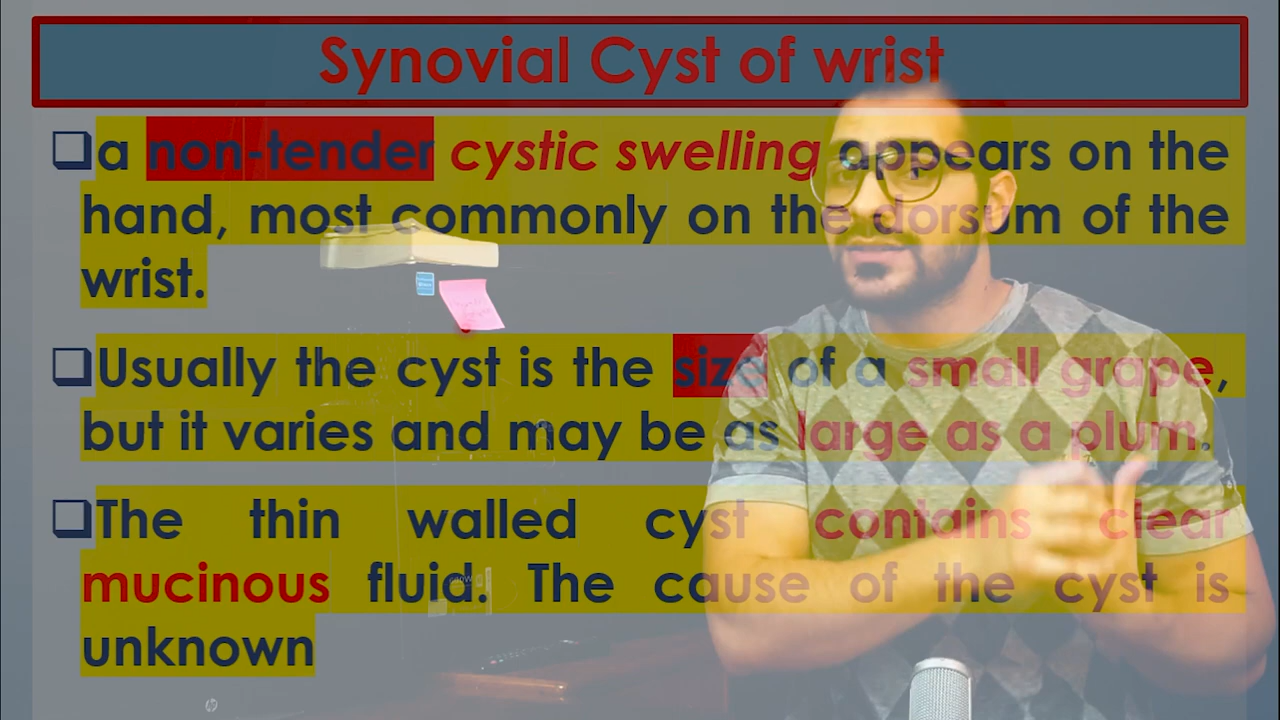 Synovial Cyst of wrist
❑a non-tender cystic swelling appears on the
hand, most commonly on the dorsum of the
wrist.
❑Usually the cyst is the size of a small grape,
but it varies and may be as large as a plum.
❑The thin walled cyst contains clear
mucinous fluid. The cause of the cyst is
unknown
hp